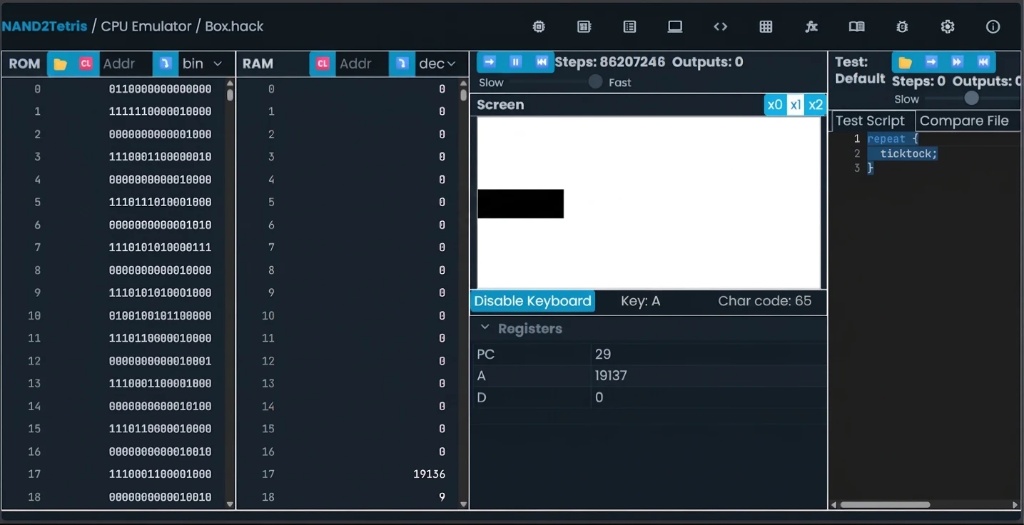 NAND2Tetris / CPU Emulator / Box.hack
ROM CL Addr bin
0 0110000000000000
1 1111110000010000
2 0000000000001000
3 1110001100000010
4 0000000000010000
5 1110111010001000
6 0000000000001010
7 1110101010000111
8 0000000000010000
9 1110101010001000
10 0100100101100000
11 1110110000010000
12 0000000000010001
13 1110001100001000
14 0000000000010100
15 1110110000010000
16 0000000000010010
17 1110001100001000
18 0000000000010010
RAM CL Addr dec
0 0
1 0
2 0
3 0
4 0
5 0
6 0
7 0
8 0
9 0
10 0
11 0
12 0
13 0
14 0
15 0
16 0
17 19136
18 9
Steps: 86207246 Outputs: 0
Slow Fast
Screen x0 x1 x2
Disable Keyboard Key: A Char code: 65
Registers
PC 29
A 19137
D 0
Test:
Default
Steps: 0 Outputs: 0
Slow
Test Script Compare File
1 repeat {
2 ticktock;
3 }